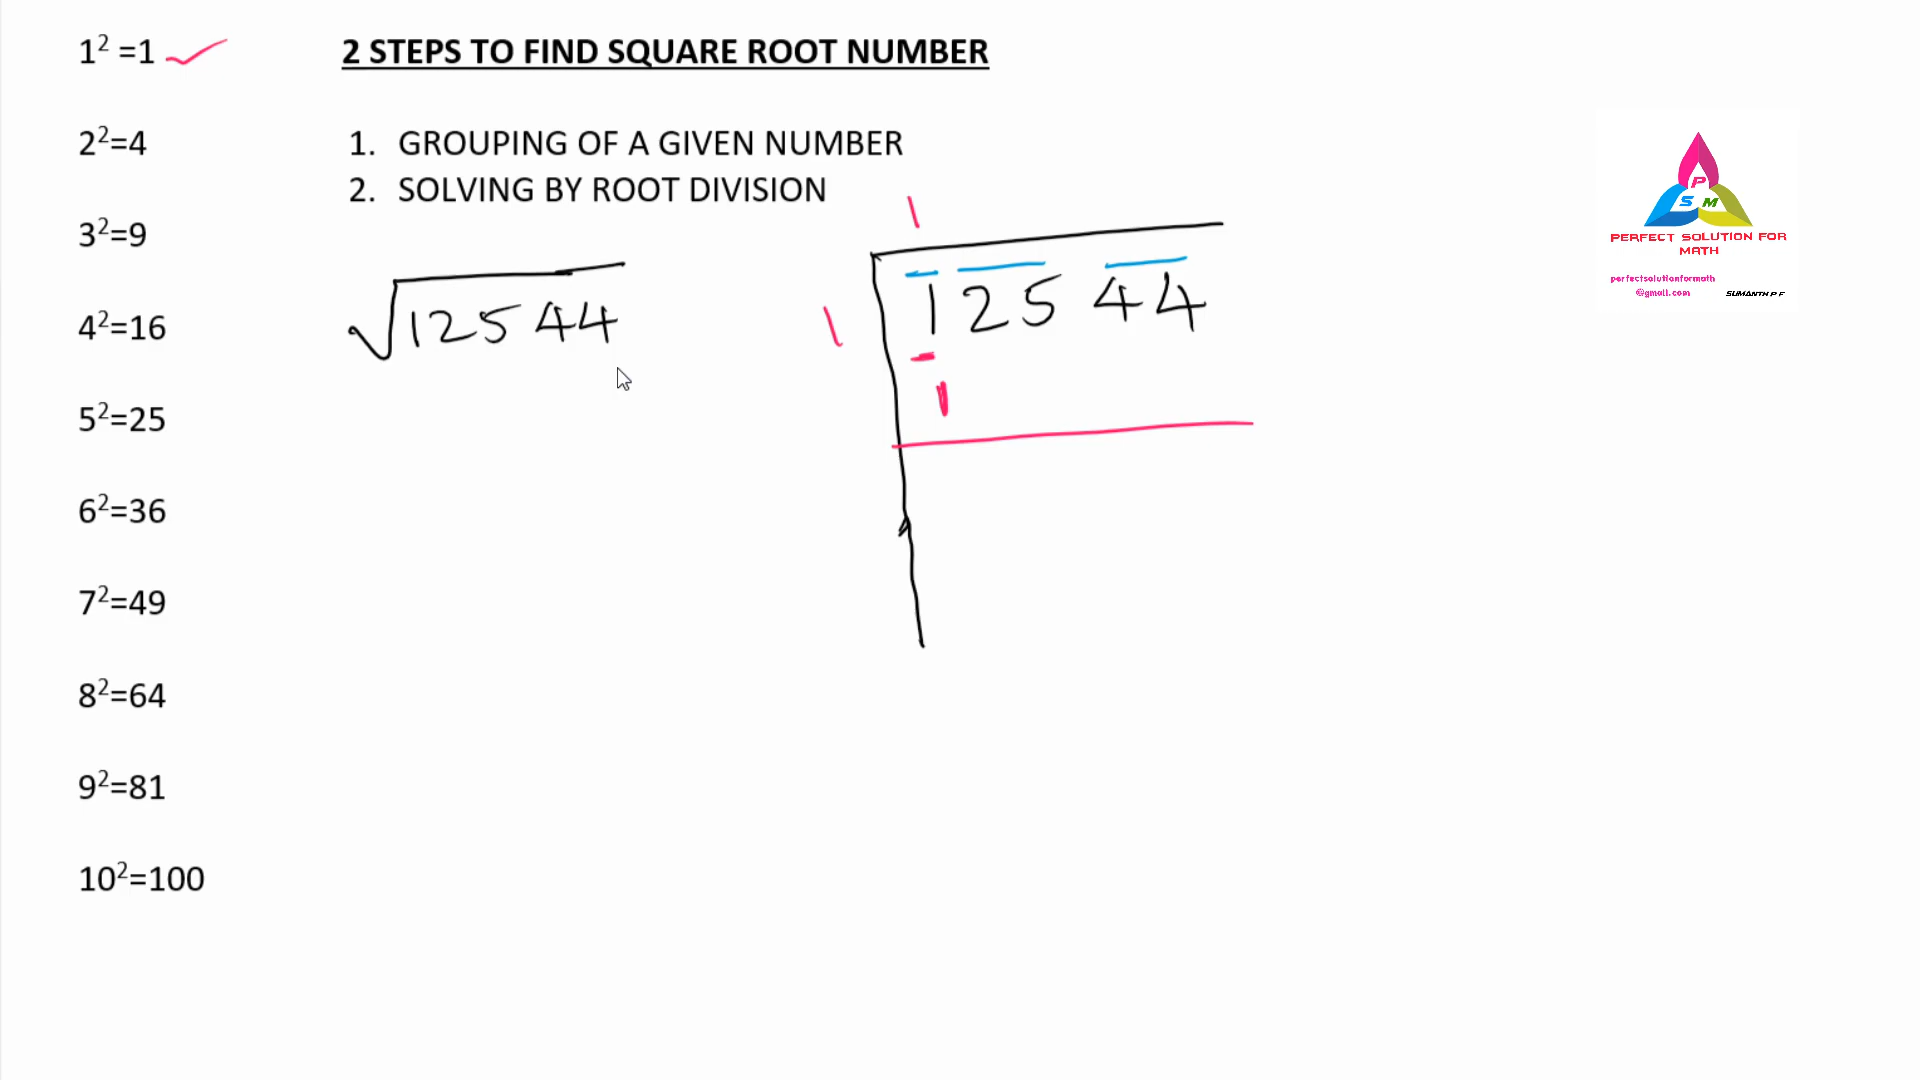 1² =1
2 STEPS TO FIND SQUARE ROOT NUMBER
2²=4
1. GROUPING OF A GIVEN NUMBER
2. SOLVING BY ROOT DIVISION
3²=9
4²=16
5²=25
6²=36
7²=49
8²=64
9²=81
10²=100
√12544
1
1
12544
-
1
P
S M
PERFECT SOLUTION FOR
MATH
perfectsolutionformath
@gmail.com
SUMANTH P F